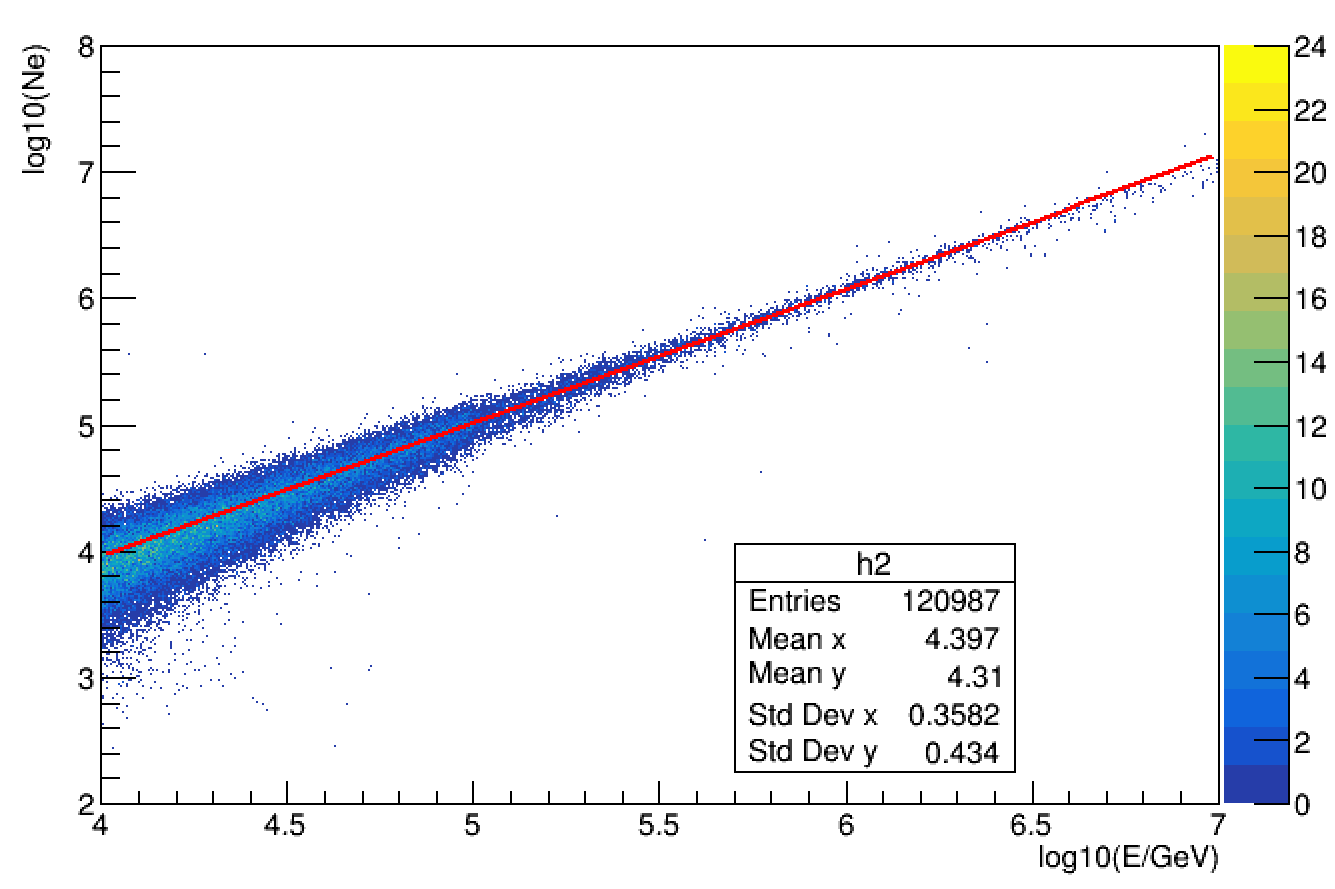 log10(Ne)
8
7
6
5
4
3
2
4 4.5 5 5.5 6 6.5 7
log10(E/GeV)
h2
Entries 120987
Mean x 4.397
Mean y 4.31
Std Dev x 0.3582
Std Dev y 0.434
24
22
20
18
16
14
12
10
8
6
4
2
0